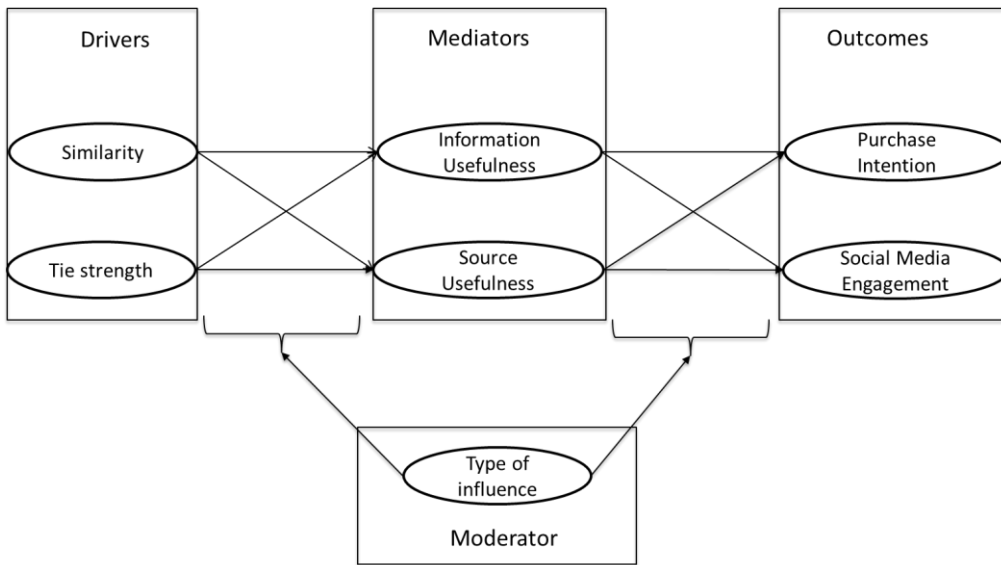 Drivers
Mediators
Outcomes
Similarity
Information
Usefulness
Purchase
Intention
Tie strength
Source
Usefulness
Social Media
Engagement
Type of
influence
Moderator